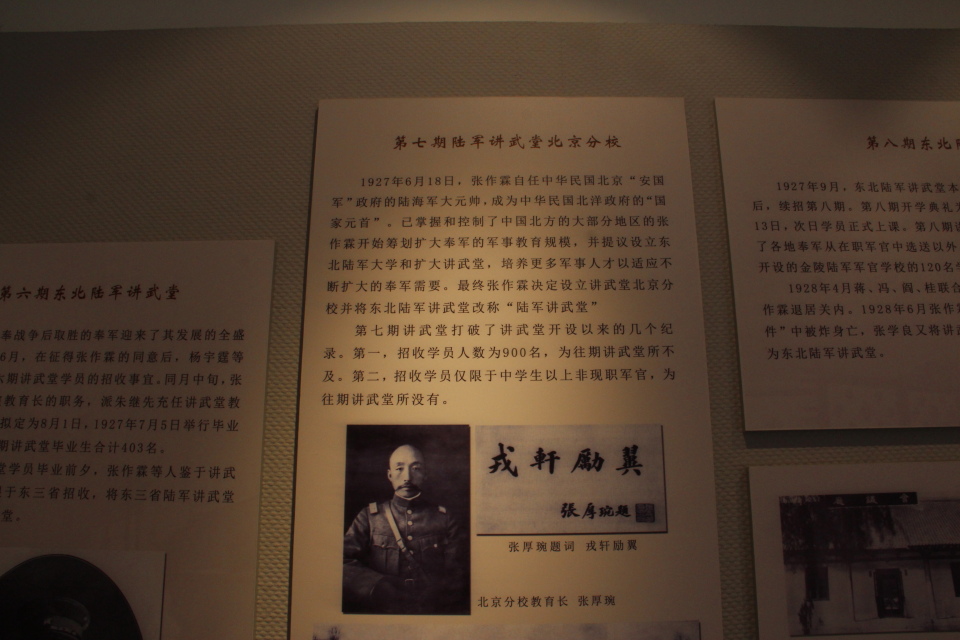 第六期东北陆军讲武堂
奉战争后取胜的奉军迎来了其发展的全盛
6月，在征得张作霖的同意后，杨宇霆等
六期讲武堂学员的招收事宜。同月中旬，张
教育长的职务，派朱继先充任讲武堂教
拟定为8月1日。1927年7月5日举行毕业
期讲武堂毕业生合计403名。
堂学员毕业前夕，张作霖等人鉴于讲武
限于东三省招收，将东三省陆军讲武堂
堂。
第七期陆军讲武堂北京分校
1927年6月18日，张作霖自任中华民国北京“安国
军”政府的陆海军大元帅，成为中华民国北洋政府的“国
家元首”。已掌握和控制了中国北方的大部分地区的张
作霖开始筹划扩大奉军的军事教育规模，并提议设立东
北陆军大学和扩大讲武堂，培养更多军事人才以适应不
断扩大的奉军需要。最终张作霖决定设立讲武堂北京分
校并将东北陆军讲武堂改称“陆军讲武堂”
第七期讲武堂打破了讲武堂开设以来的几个纪
录。第一，招收学员人数为900名，为往期讲武堂所不
及。第二，招收学员仅限于中学生以上非现职军官，为
往期讲武堂所没有。
戎軒勵翼
張厚琬題
张厚琬题词 戎轩励翼
北京分校教育长 张厚琬
第八期东北
1927年9月，东北陆军讲武堂本
后，续招第八期。第八期开学典礼
13日，次日学员正式上课。第八期
了各地奉军从在职军官中选送以外
开设的金陵陆军军官学校的120名
1928年4月蒋、冯、阎、桂联合
作霖退居关内。1928年6月张作
件”中被炸身亡，张学良又将讲
为东北陆军讲武堂。